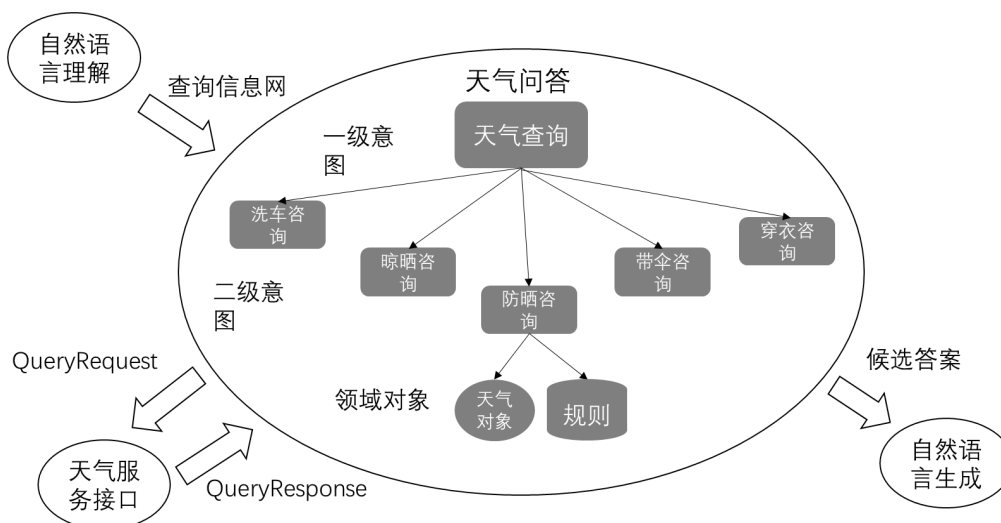 自然语
言理解
查询信息网
天气问答
一级意
图
天气查询
洗车咨
询
晾晒咨
询
防晒咨
询
带伞咨
询
穿衣咨
询
二级意
图
领域对象
天气
对象
规则
QueryRequest
天气服
务接口
QueryResponse
候选答案
自然语
言生成